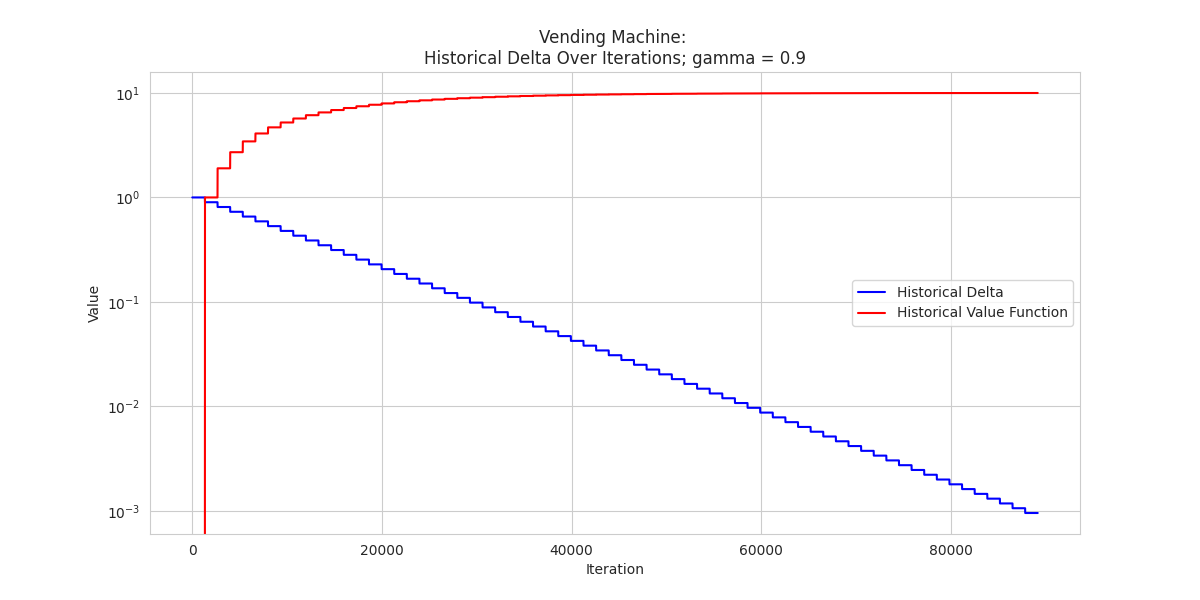 Vending Machine:
Historical Delta Over Iterations; gamma = 0.9
10¹
10⁰
10⁻¹
10⁻²
10⁻³
Value
Historical Delta
Historical Value Function
0 20000 40000 60000 80000
Iteration